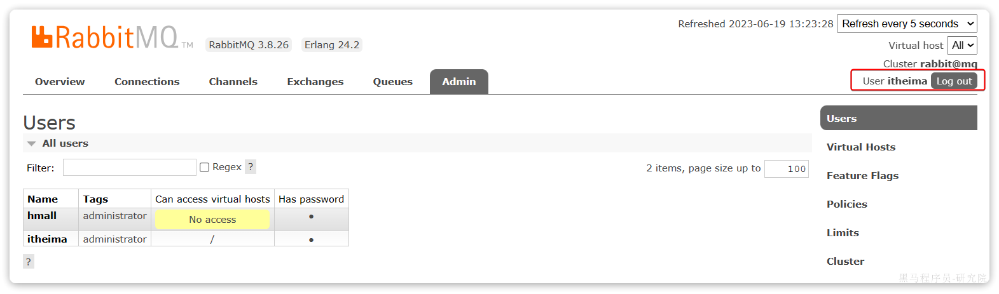 RabbitMQ TM RabbitMQ 3.8.26 Erlang 24.2
Refreshed 2023-06-19 13:23:28 Refresh every 5 seconds
Virtual host All
Cluster rabbit@mq
User itheima Log out
Overview Connections Channels Exchanges Queues Admin
Users
All users
Filter: Regex ? 2 items, page size up to 100
Name Tags Can access virtual hosts Has password
hmall administrator No access ●
itheima administrator / ●
?
Users
Virtual Hosts
Feature Flags
Policies
Limits
Cluster
黑马程序员-研究院